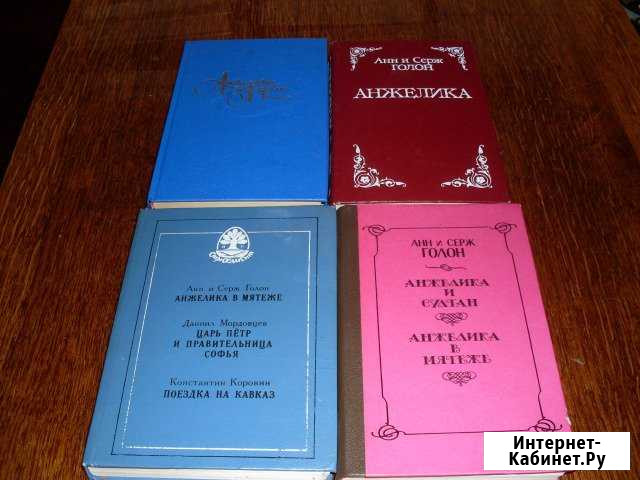 Анн и Серж
ГОЛОН
АНЖЕЛИКА
Анн и Серж Голон
АНЖЕЛИКА В МЯТЕЖЕ
Даниил Мордовцев
ЦАРЬ ПЁТР
И ПРАВИТЕЛЬНИЦА
СОФЬЯ
Константин Коровин
ПОЕЗДКА НА КАВКАЗ
АНН И СЕРЖ
ГОЛОН
АНЖЕЛИКА
И
СУЛТАН
АНЖЕЛИКА
В
МЯТЕЖЕ
Интернет-
Кабинет.Ру